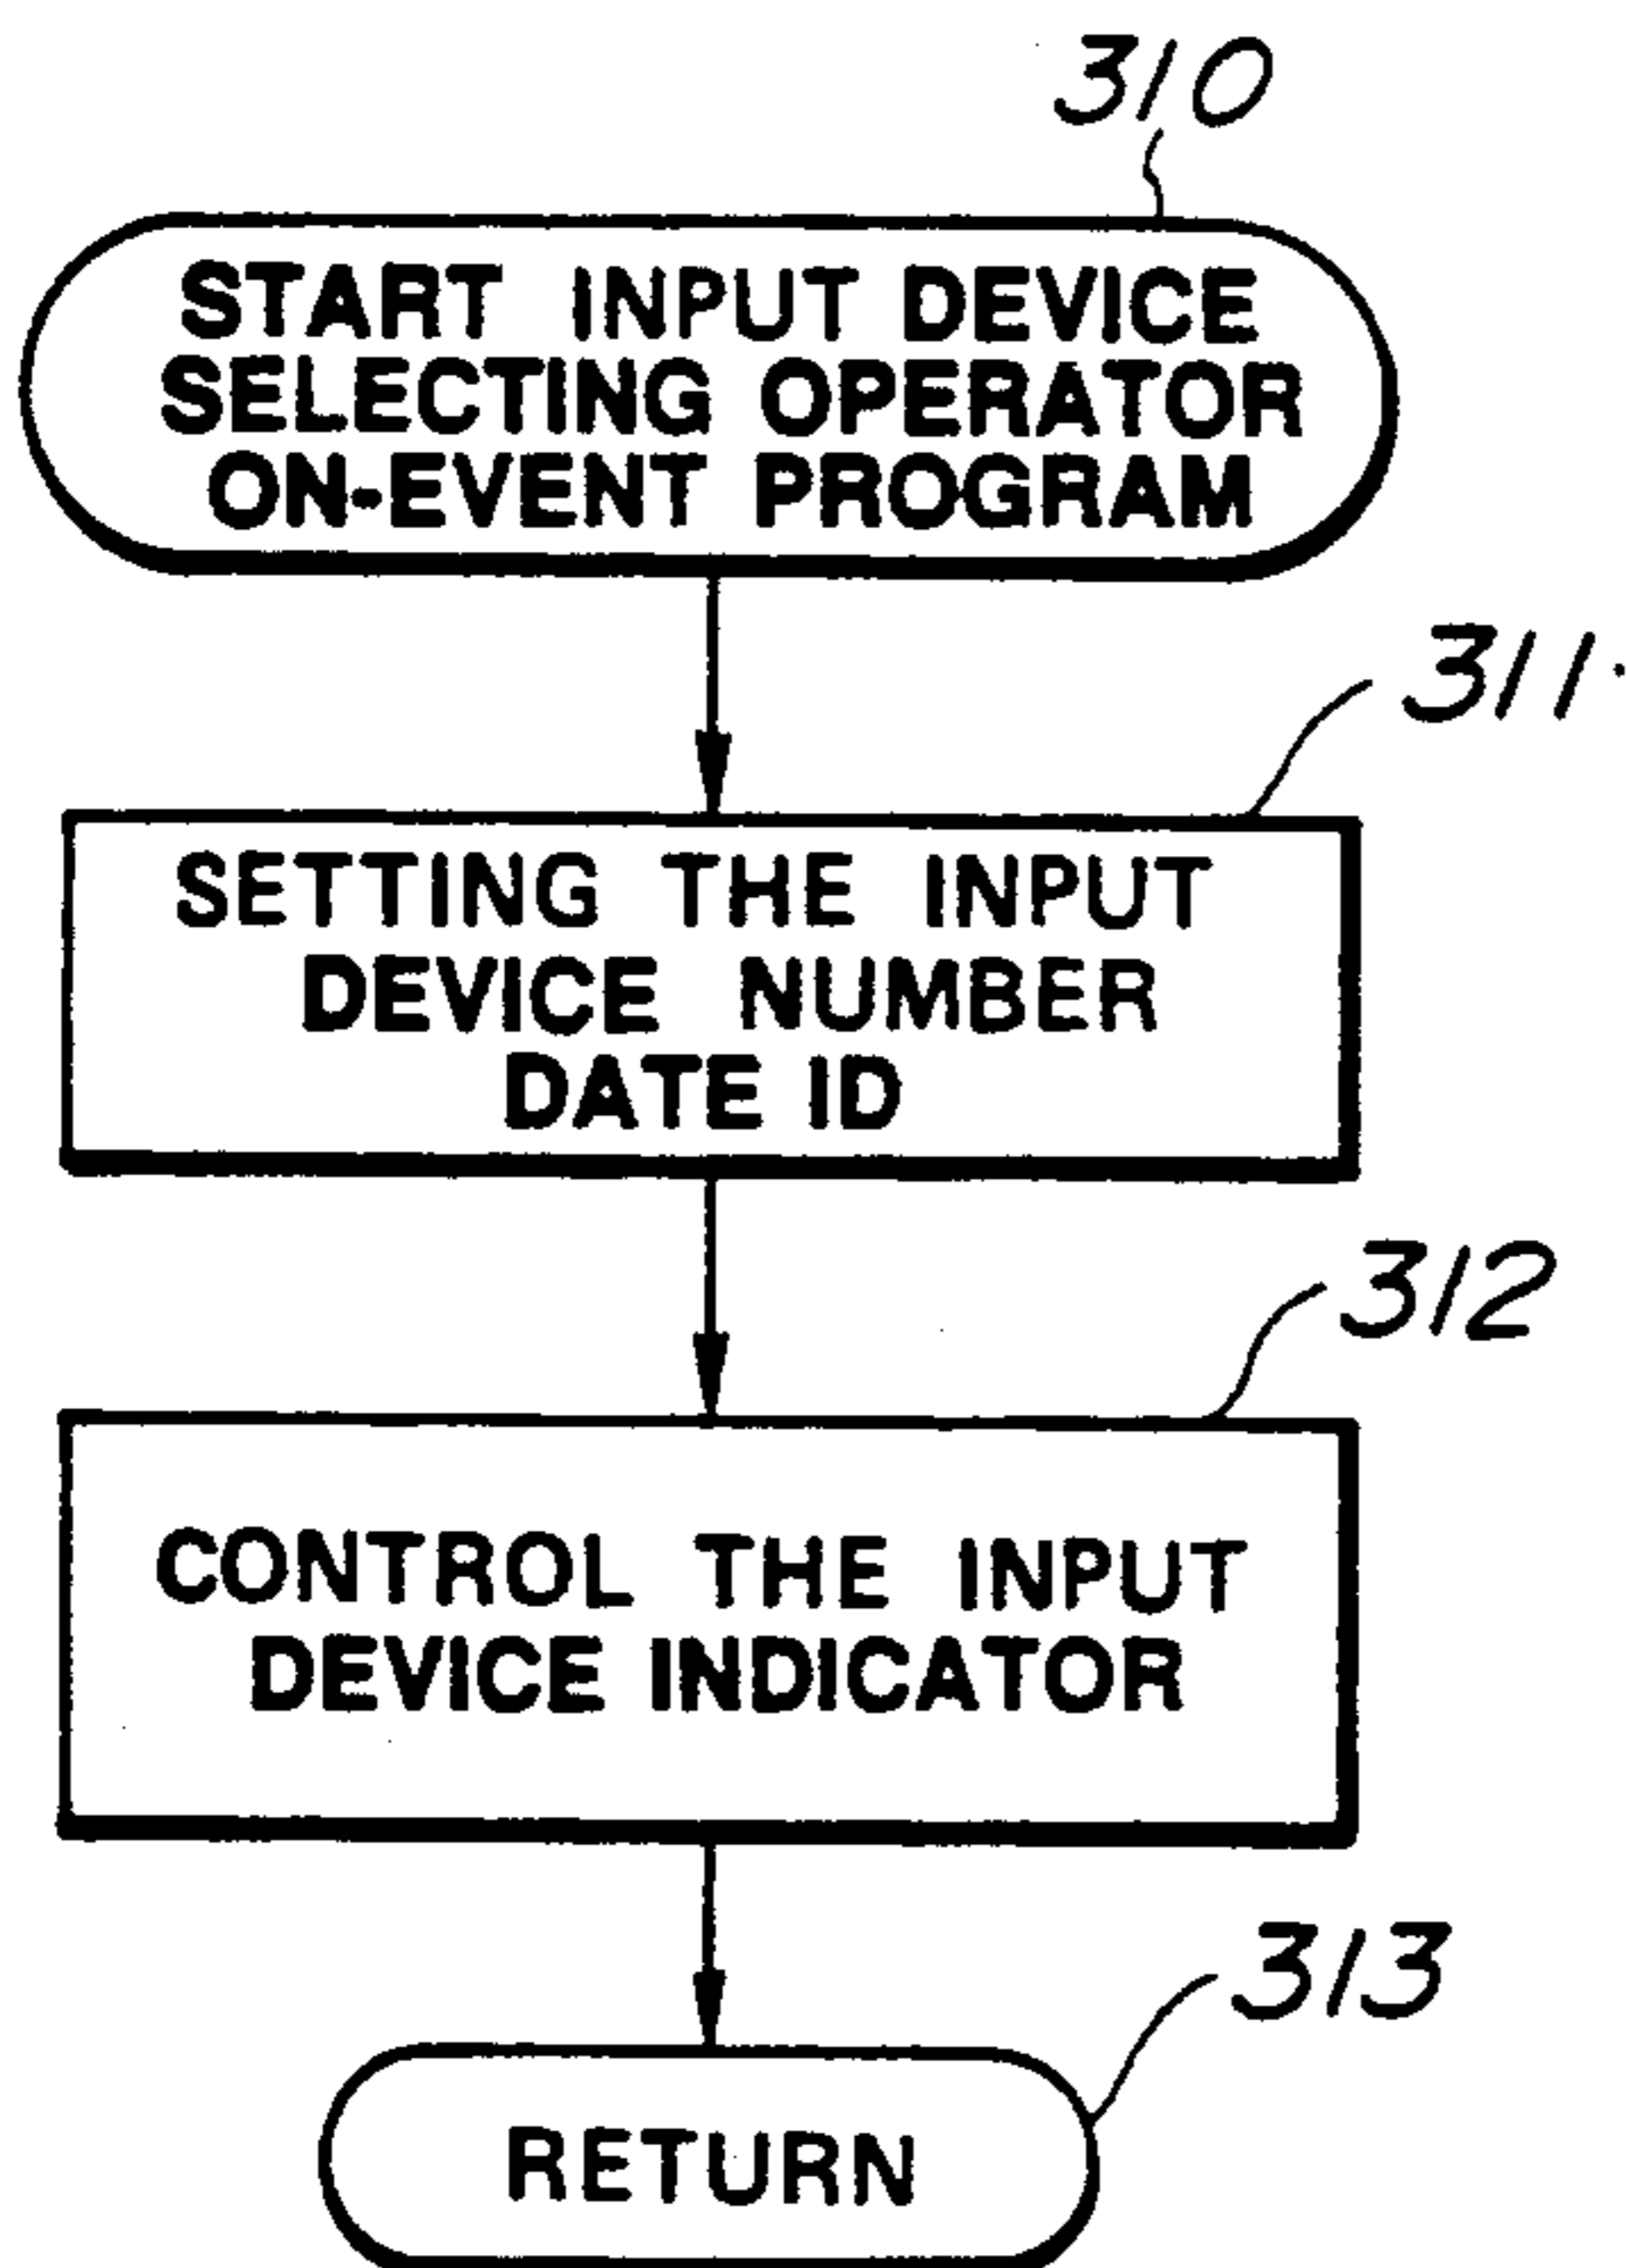 310
START INPUT DEVICE
SELECTING OPERATOR
ON-EVENT PROGRAM
311
SETTING THE INPUT
DEVICE NUMBER
DATE ID
312
CONTROL THE INPUT
DEVICE INDICATOR
313
RETURN